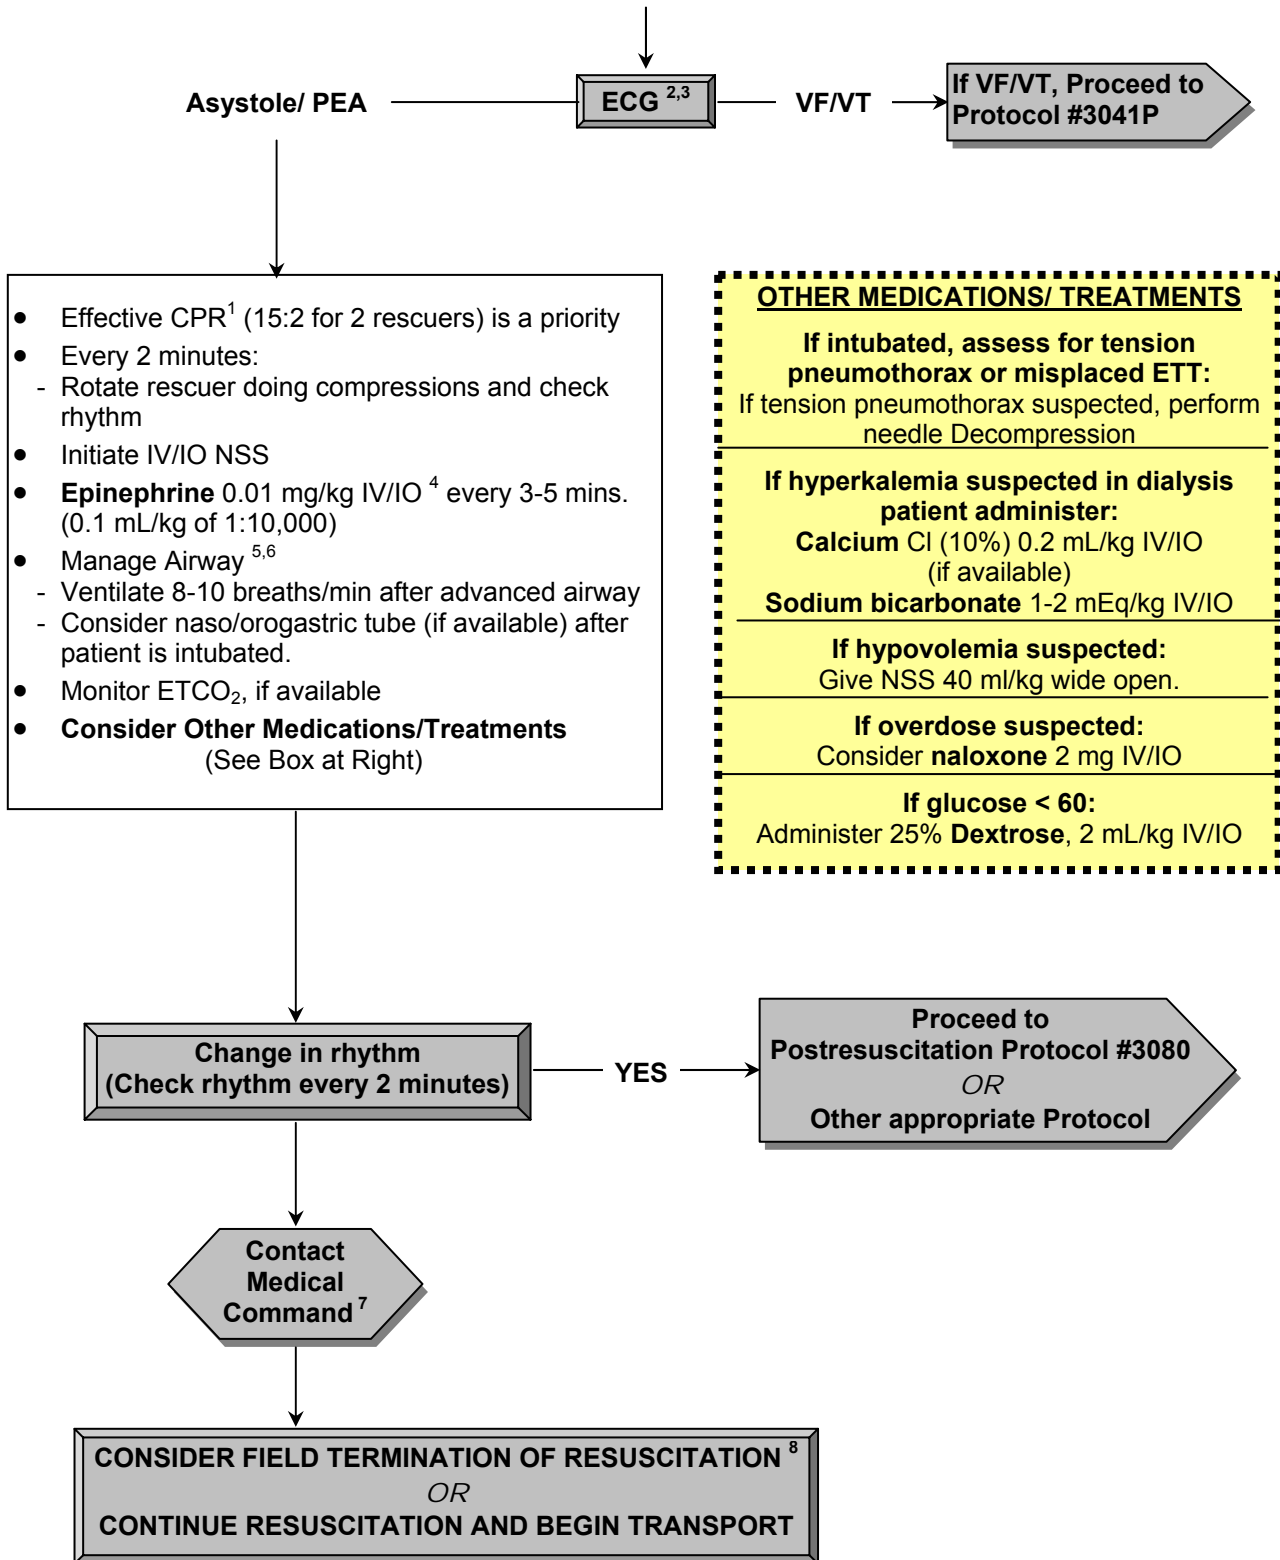 Asystole/ PEA
ECG 2,3
VF/VT
If VF/VT, Proceed to
Protocol #3041P
• Effective CPR1 (15:2 for 2 rescuers) is a priority
• Every 2 minutes:
- Rotate rescuer doing compressions and check
rhythm
• Initiate IV/IO NSS
• Epinephrine 0.01 mg/kg IV/IO 4 every 3-5 mins.
(0.1 mL/kg of 1:10,000)
• Manage Airway 5,6
- Ventilate 8-10 breaths/min after advanced airway
- Consider naso/orogastric tube (if available) after
patient is intubated.
• Monitor ETCO2, if available
• Consider Other Medications/Treatments
(See Box at Right)
OTHER MEDICATIONS/ TREATMENTS
If intubated, assess for tension
pneumothorax or misplaced ETT:
If tension pneumothorax suspected, perform
needle Decompression
If hyperkalemia suspected in dialysis
patient administer:
Calcium Cl (10%) 0.2 mL/kg IV/IO
(if available)
Sodium bicarbonate 1-2 mEq/kg IV/IO
If hypovolemia suspected:
Give NSS 40 ml/kg wide open.
If overdose suspected:
Consider naloxone 2 mg IV/IO
If glucose < 60:
Administer 25% Dextrose, 2 mL/kg IV/IO
Change in rhythm
(Check rhythm every 2 minutes)
YES
Proceed to
Postresuscitation Protocol #3080
OR
Other appropriate Protocol
Contact
Medical
Command 7
CONSIDER FIELD TERMINATION OF RESUSCITATION 8
OR
CONTINUE RESUSCITATION AND BEGIN TRANSPORT